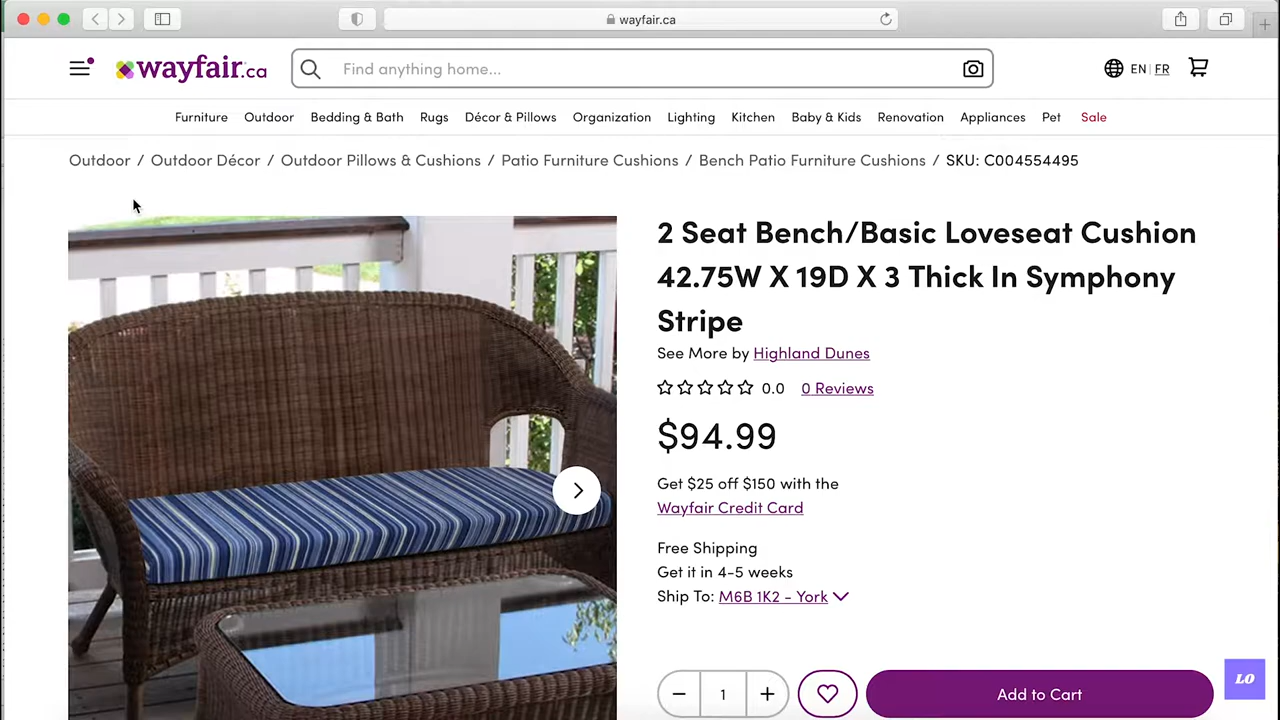 wayfair.ca
wayfair.ca
Find anything home...
EN | FR
Furniture Outdoor Bedding & Bath Rugs Décor & Pillows Organization Lighting Kitchen Baby & Kids Renovation Appliances Pet Sale
Outdoor / Outdoor Décor / Outdoor Pillows & Cushions / Patio Furniture Cushions / Bench Patio Furniture Cushions / SKU: C004554495
2 Seat Bench/Basic Loveseat Cushion
42.75W X 19D X 3 Thick In Symphony
Stripe
See More by Highland Dunes
0.0 0 Reviews
$94.99
Get $25 off $150 with the
Wayfair Credit Card
Free Shipping
Get it in 4-5 weeks
Ship To: M6B 1K2 - York
1
Add to Cart
LO